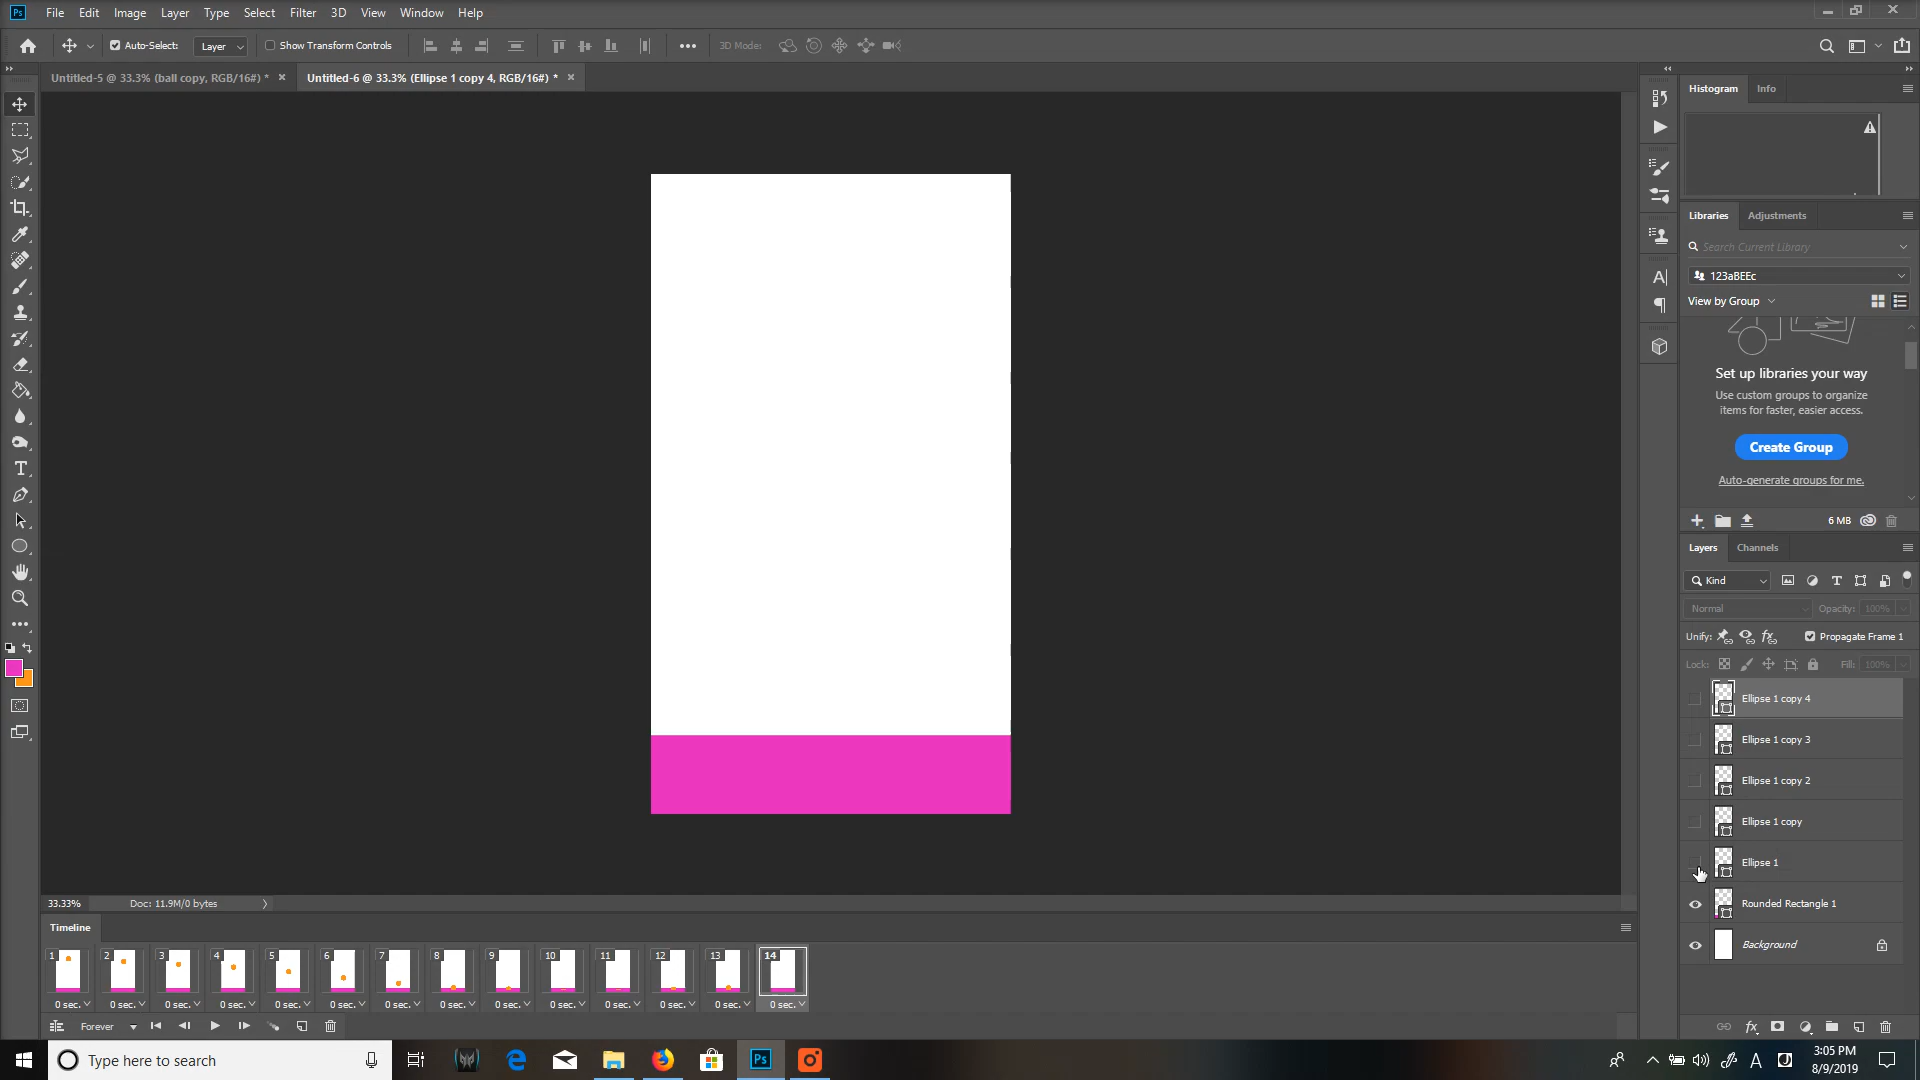 Ps File Edit Image Layer Type Select Filter 3D View Window Help
Auto-Select: Layer Show Transform Controls 3D Mode:
Untitled-5 @ 33.3% (ball copy, RGB/16#) * Untitled-6 @ 33.3% (Ellipse 1 copy 4, RGB/16#) *
Histogram Info
Libraries Adjustments
Search Current Library
123aBEEc
View by Group
Set up libraries your way
Use custom groups to organize
items for faster, easier access.
Create Group
Auto-generate groups for me.
6 MB
Layers Channels
Kind
Normal Opacity: 100%
Unify: Propagate Frame 1
Lock: Fill: 100%
Ellipse 1 copy 4
Ellipse 1 copy 3
Ellipse 1 copy 2
Ellipse 1 copy
Ellipse 1
Rounded Rectangle 1
Background
33.33% Doc: 11.9M/0 bytes
Timeline
1 2 3 4 5 6 7 8 9 10 11 12 13 14
0 sec. 0 sec. 0 sec. 0 sec. 0 sec. 0 sec. 0 sec. 0 sec. 0 sec. 0 sec. 0 sec. 0 sec. 0 sec. 0 sec.
Forever
Type here to search
Ps
3:05 PM
8/9/2019